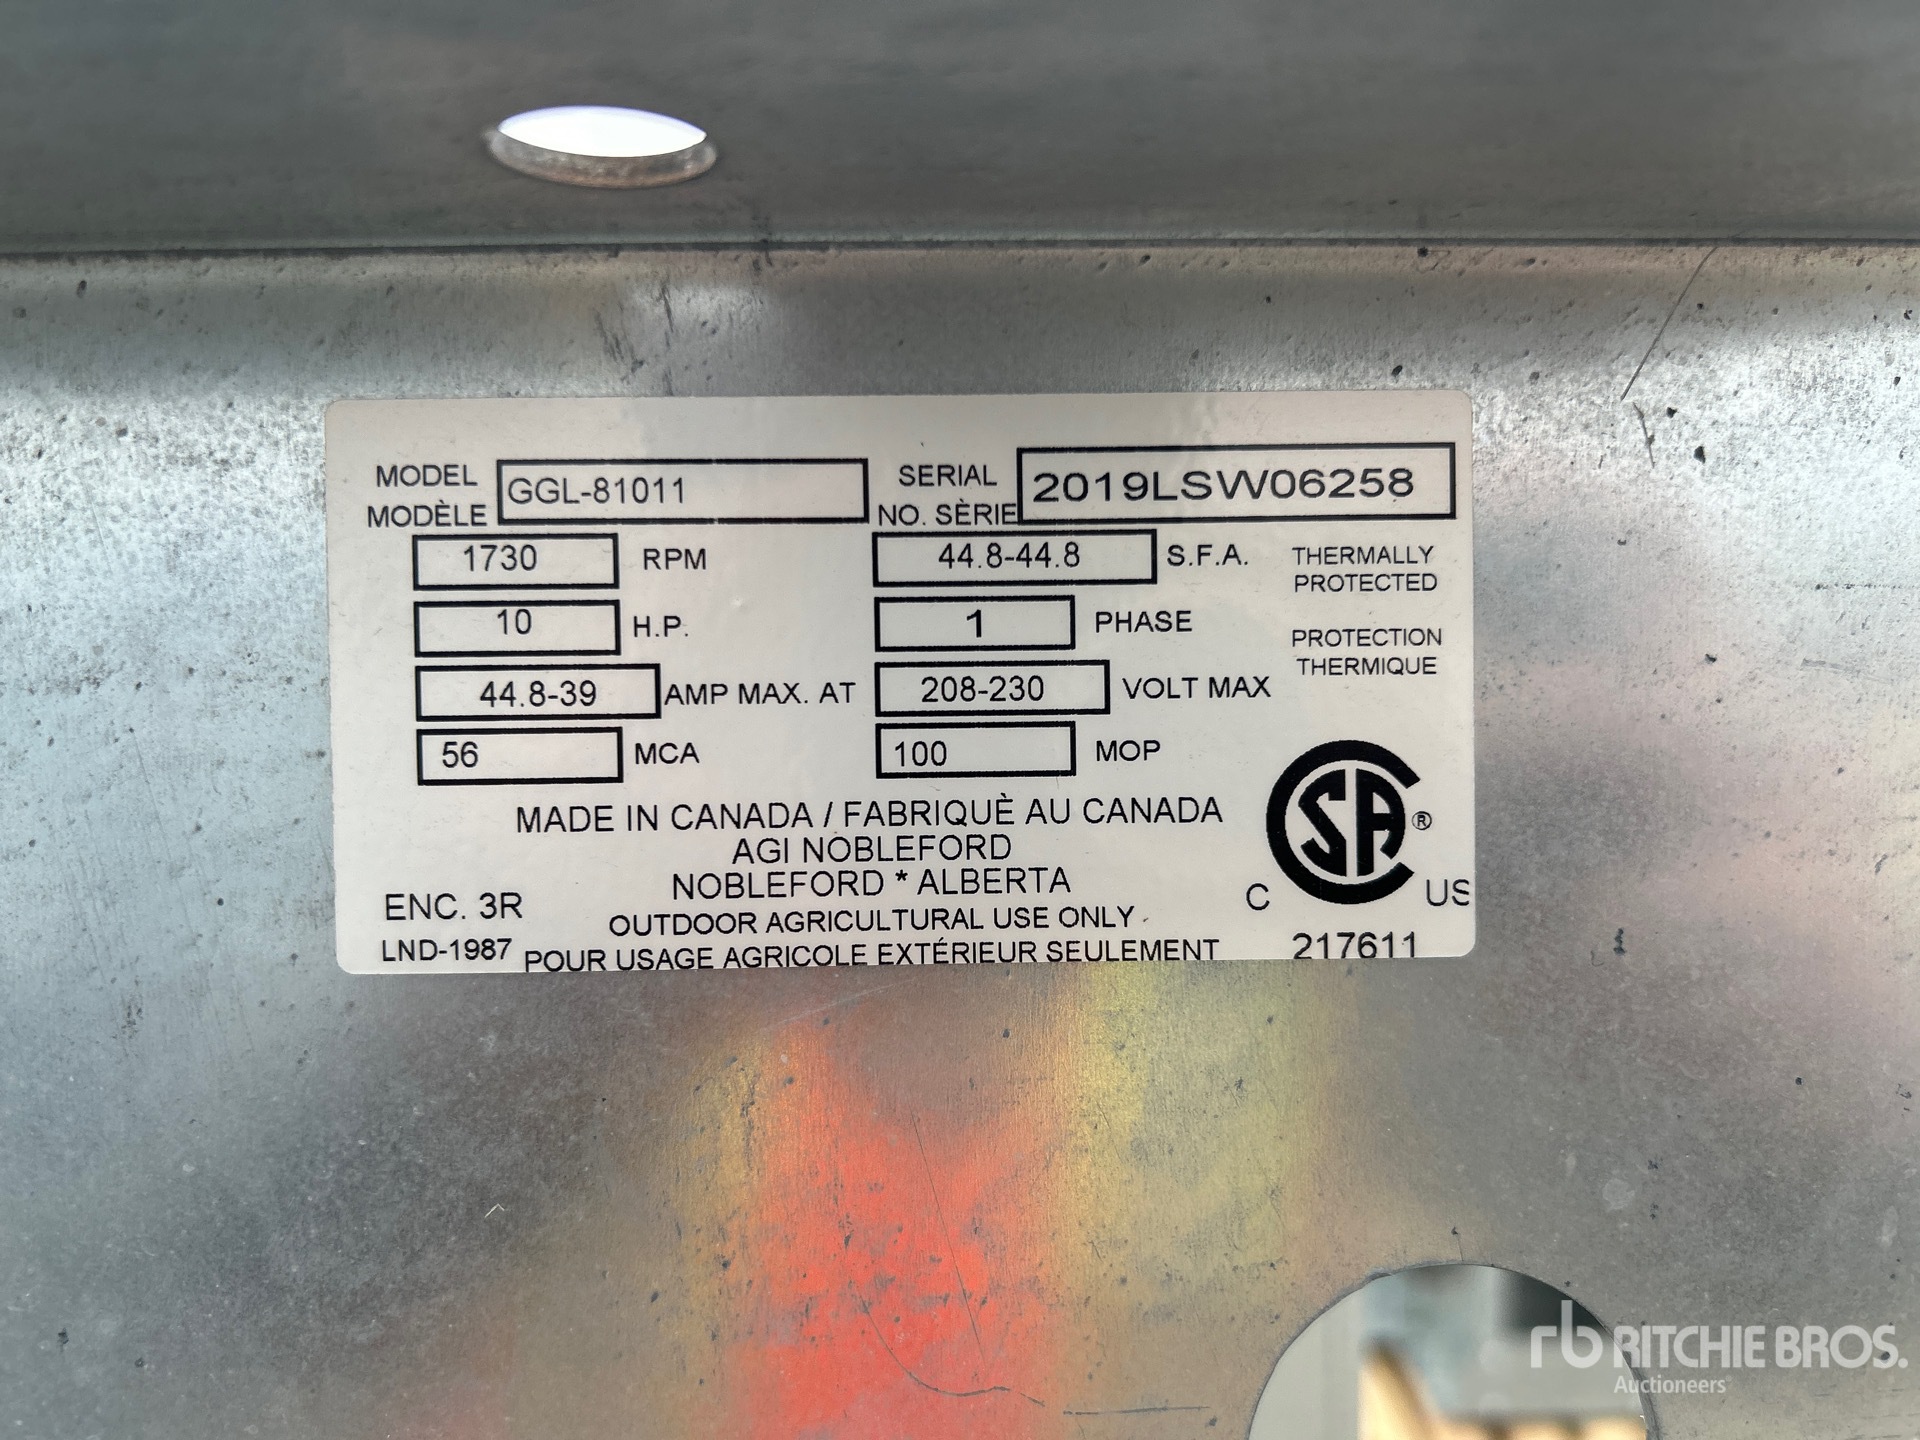 MODEL
MODÈLE
GGL-81011
SERIAL
NO. SÈRIE
2019LSW06258
1730 RPM
44.8-44.8 S.F.A.
THERMALLY
PROTECTED
10 H.P.
1 PHASE
PROTECTION
THERMIQUE
44.8-39 AMP MAX. AT 208-230 VOLT MAX
56 MCA
100 MOP
MADE IN CANADA / FABRIQUÈ AU CANADA
AGI NOBLEFORD
NOBLEFORD * ALBERTA
OUTDOOR AGRICULTURAL USE ONLY
POUR USAGE AGRICOLE EXTÉRIEUR SEULEMENT
ENC. 3R
LND-1987
C SA ® US
217611
rb RITCHIE BROS.
Auctioneers